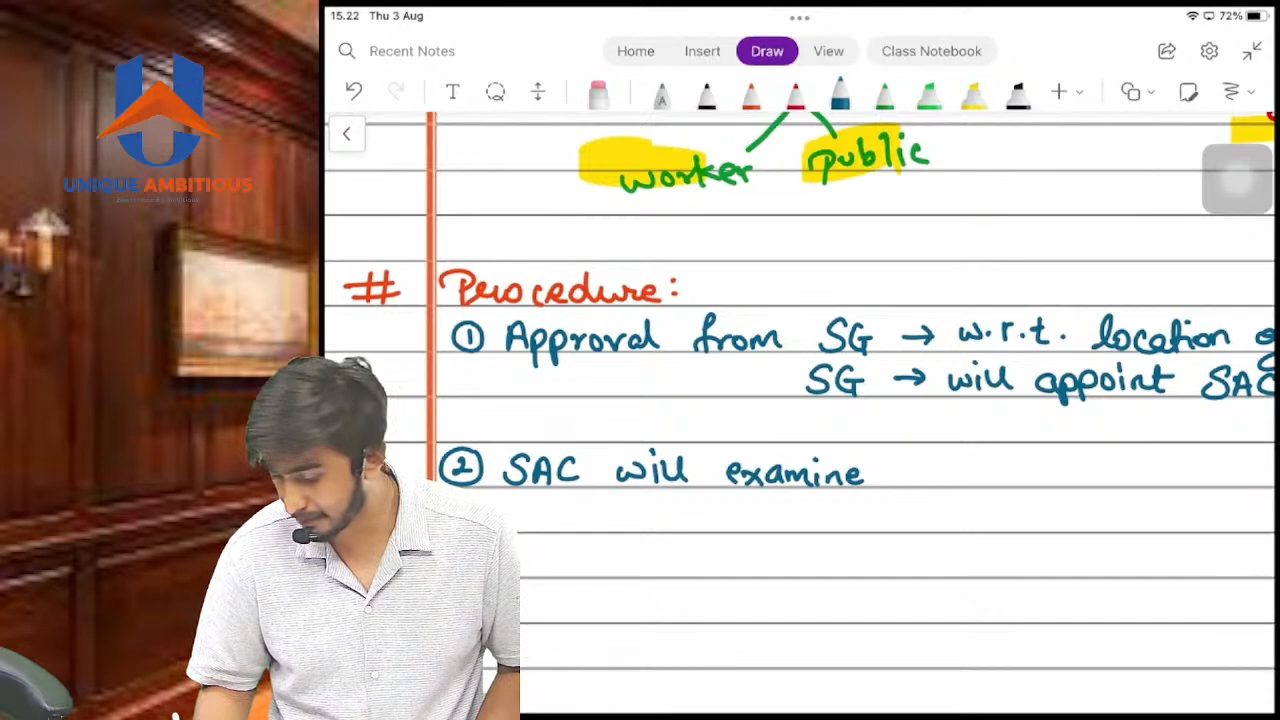 15.22 Thu 3 Aug
72%
Recent Notes
Home Insert Draw View Class Notebook
UNIQUE AMBITIOUS
worker public
# Procedure:
① Approval from SG → w.r.t. location
SG → will appoint SAC
② SAC will examine